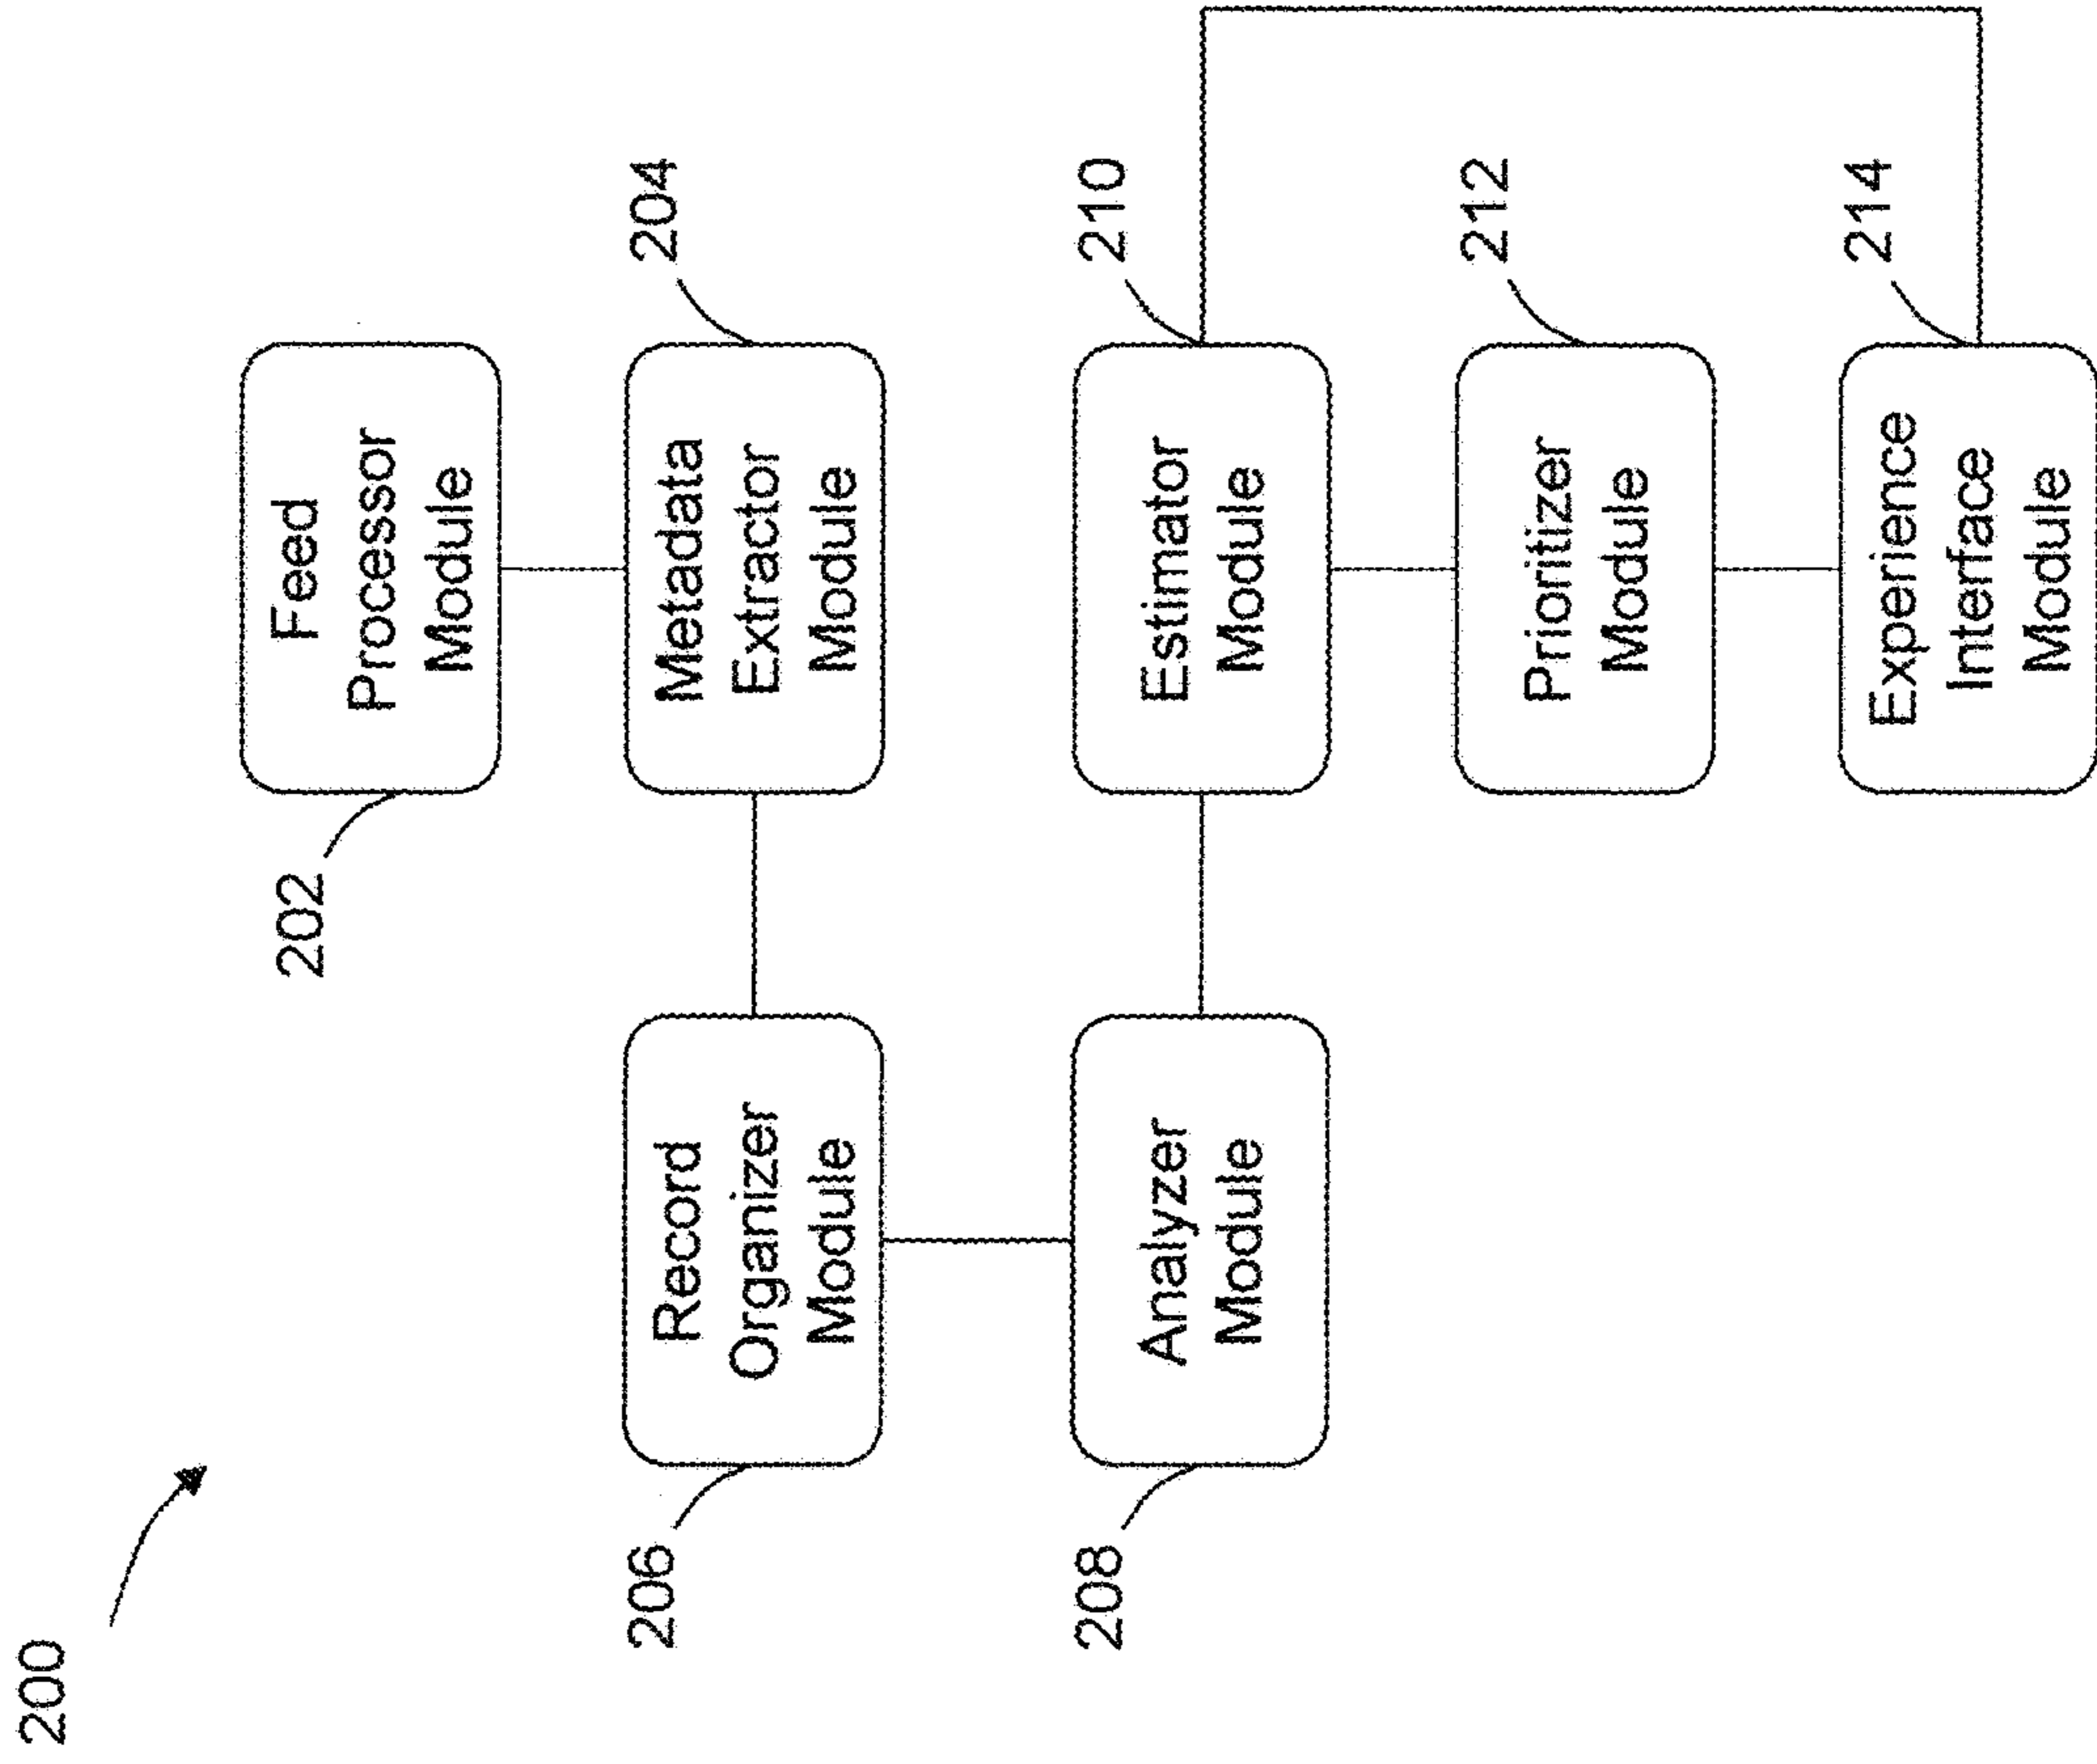 200
202
Feed
Processor
Module
204
Metadata
Extractor
Module
206
Record
Organizer
Module
208
Analyzer
Module
210
Estimator
Module
212
Prioritizer
Module
214
Experience
Interface
Module